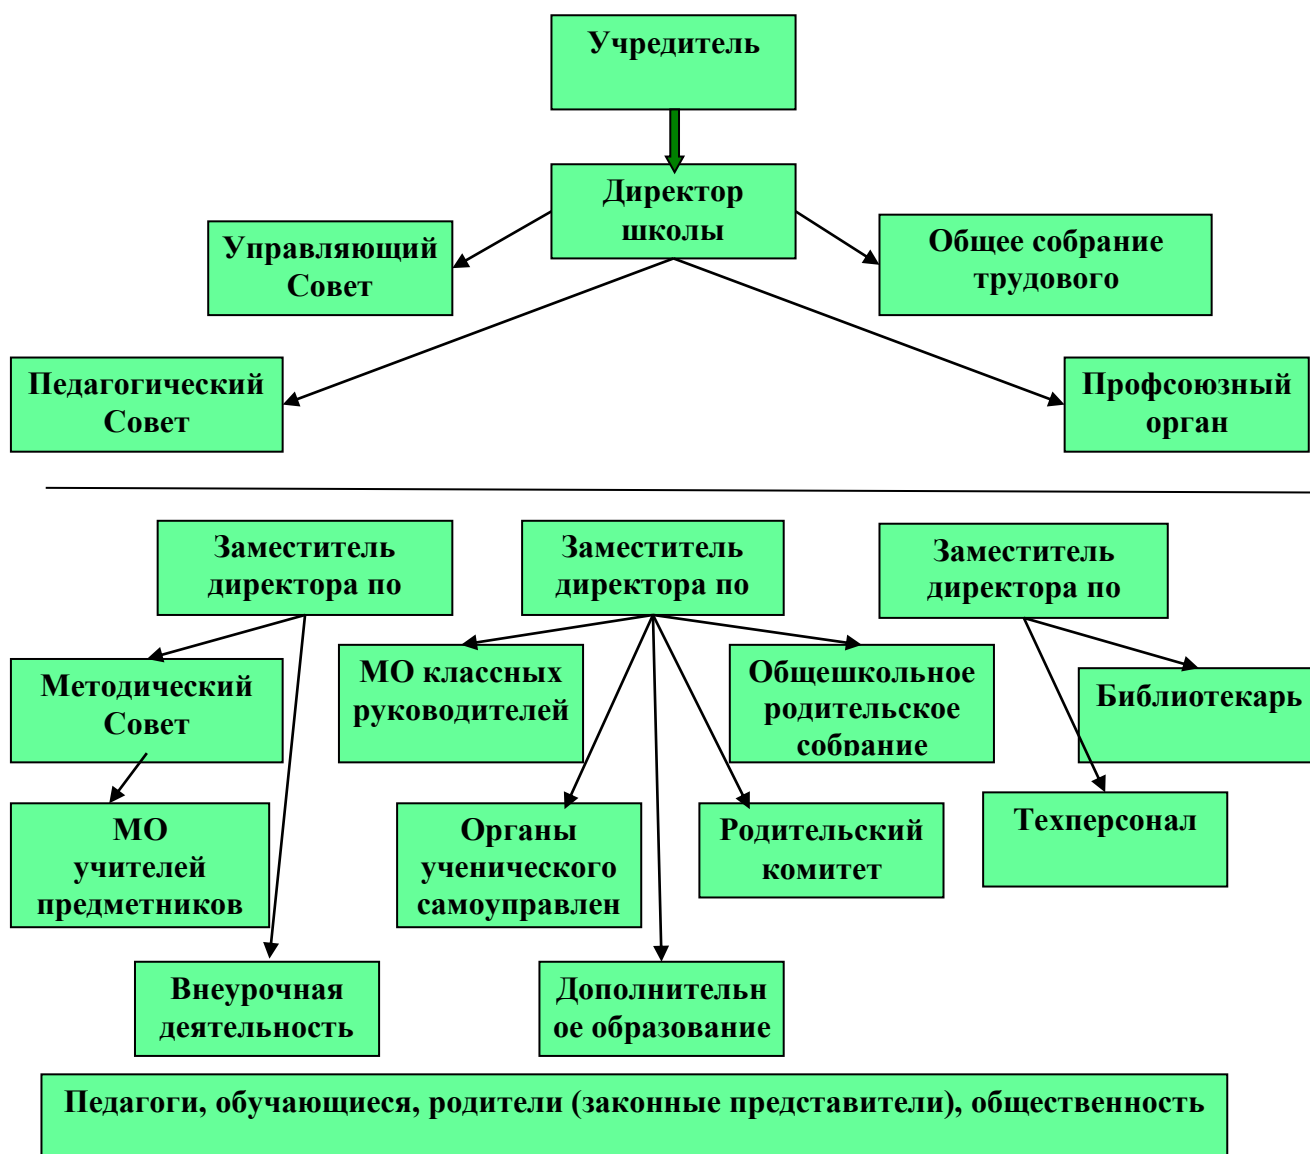 Учредитель
Директор
школы
Управляющий
Совет
Общее собрание
трудового
Педагогический
Совет
Профсоюзный
орган
Заместитель
директора по
Заместитель
директора по
Заместитель
директора по
Методический
Совет
МО классных
руководителей
Общешкольное
родительское
собрание
Библиотекарь
МО
учителей
предметников
Органы
ученического
самоуправлен
Родительский
комитет
Техперсонал
Внеурочная
деятельность
Дополнительн
ое образование
Педагоги, обучающиеся, родители (законные представители), общественность